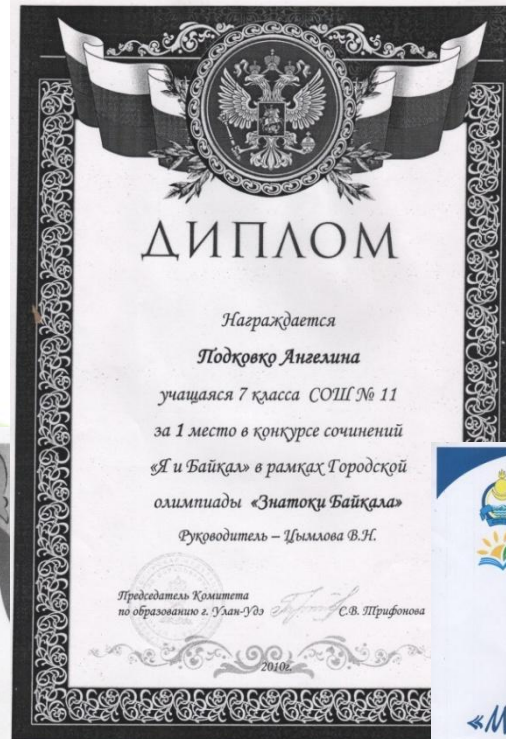 ДИПЛОМ
Награждается
Подковко Ангелина
учащаяся 7 класса СОШ № 11
за 1 место в конкурсе сочинений
«Я и Байкал» в рамках Городской
олимпиады «Знатоки Байкала»
Руководитель – Цымлова В.Н.
Председатель Комитета
по образованию г. Улан-Удэ С.В. Трифонова
2010г.